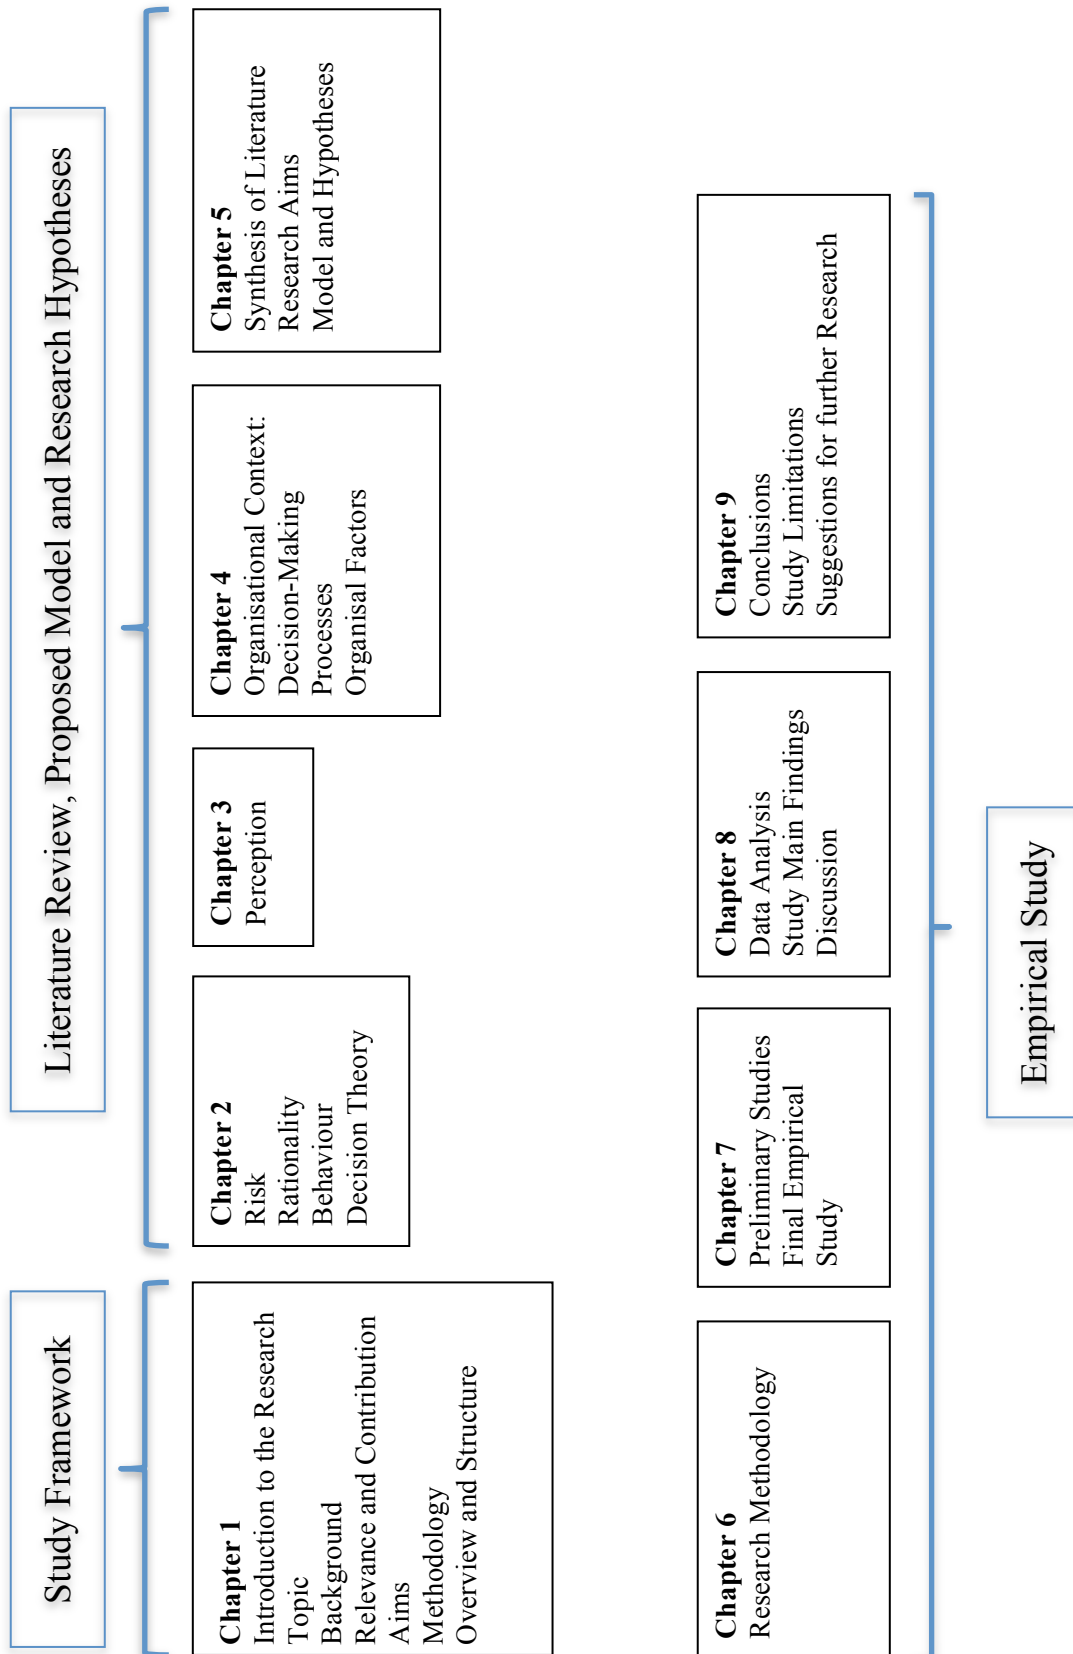 Study Framework
Literature Review, Proposed Model and Research Hypotheses
Chapter 1
Introduction to the Research
Topic
Background
Relevance and Contribution
Aims
Methodology
Overview and Structure
Chapter 2
Risk
Rationality
Behaviour
Decision Theory
Chapter 3
Perception
Chapter 4
Organisational Context:
Decision-Making
Processes
Organisal Factors
Chapter 5
Synthesis of Literature
Research Aims
Model and Hypotheses
Chapter 6
Research Methodology
Chapter 7
Preliminary Studies
Final Empirical
Study
Chapter 8
Data Analysis
Study Main Findings
Discussion
Chapter 9
Conclusions
Study Limitations
Suggestions for further Research
Empirical Study